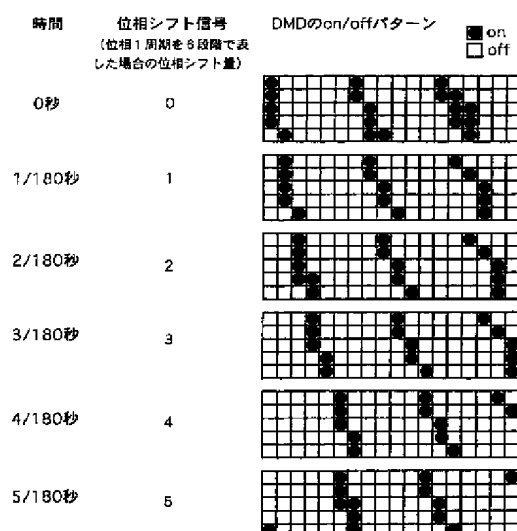 時間
位相シフト信号
(位相1周期を6段階で表
した場合の位相シフト量)
DMDのon/offパターン
on
off
0秒
0
1/180秒
1
2/180秒
2
3/180秒
3
4/180秒
4
5/180秒
5